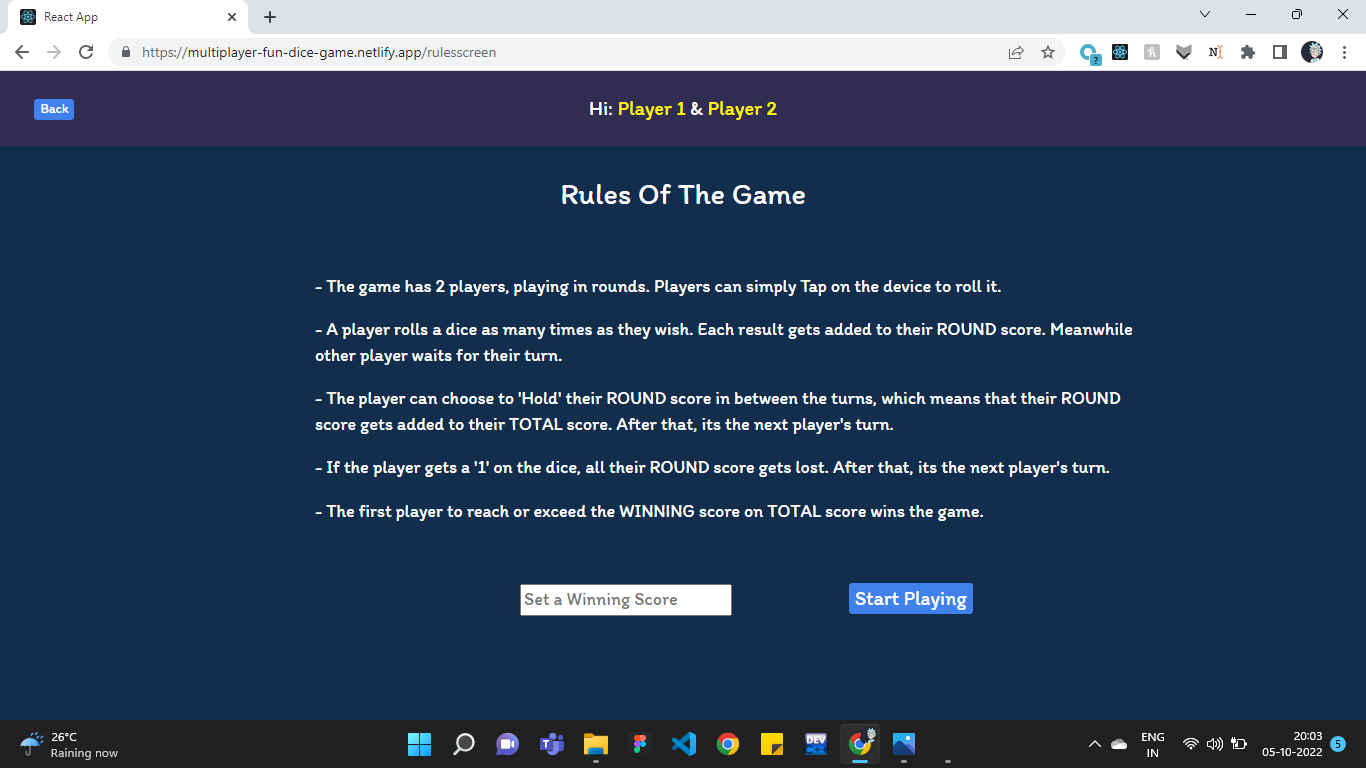 React App
https://multiplayer-fun-dice-game.netlify.app/rulesscreen
Back
Hi: Player 1 & Player 2
Rules Of The Game
- The game has 2 players, playing in rounds. Players can simply Tap on the device to roll it.
- A player rolls a dice as many times as they wish. Each result gets added to their ROUND score. Meanwhile
other player waits for their turn.
- The player can choose to 'Hold' their ROUND score in between the turns, which means that their ROUND
score gets added to their TOTAL score. After that, its the next player's turn.
- If the player gets a '1' on the dice, all their ROUND score gets lost. After that, its the next player's turn.
- The first player to reach or exceed the WINNING score on TOTAL score wins the game.
Set a Winning Score
Start Playing
26°C
Raining now
DEV
ENG
IN
20:03
05-10-2022
5